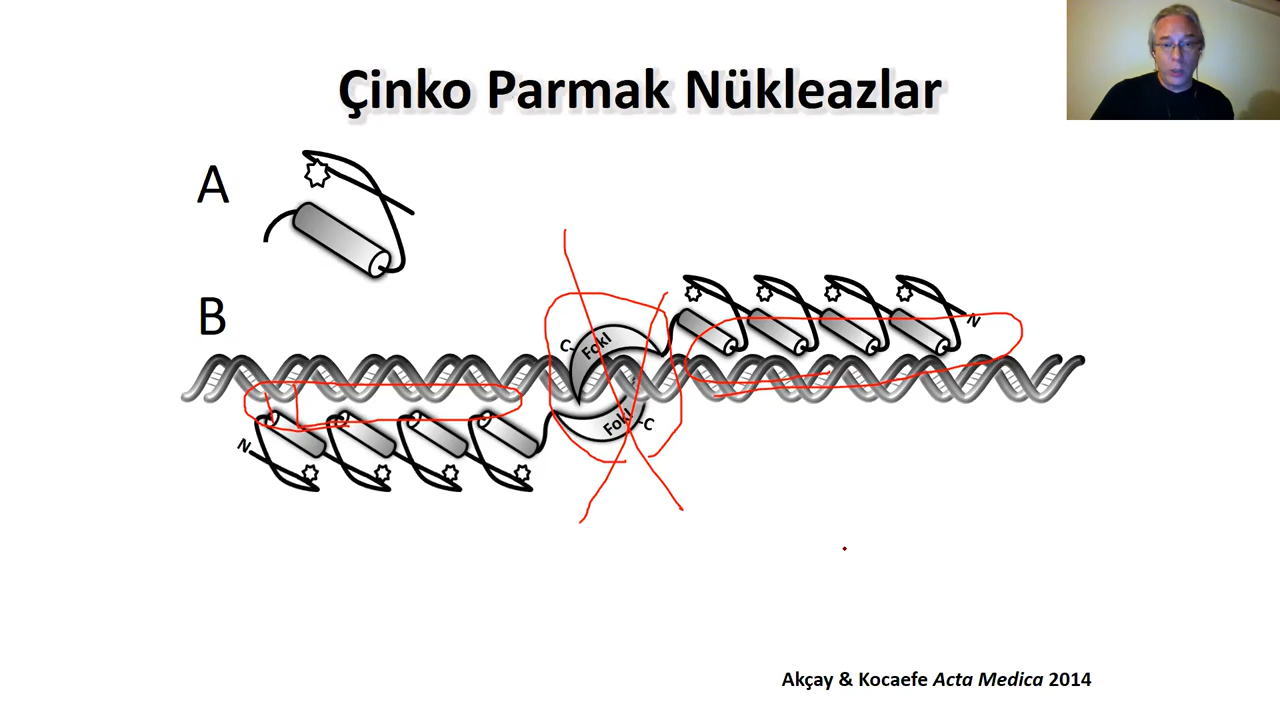 Çinko Parmak Nükleazlar
A
B
N
C-
FokI
FokI
-C
N
Akçay & Kocaefe Acta Medica 2014